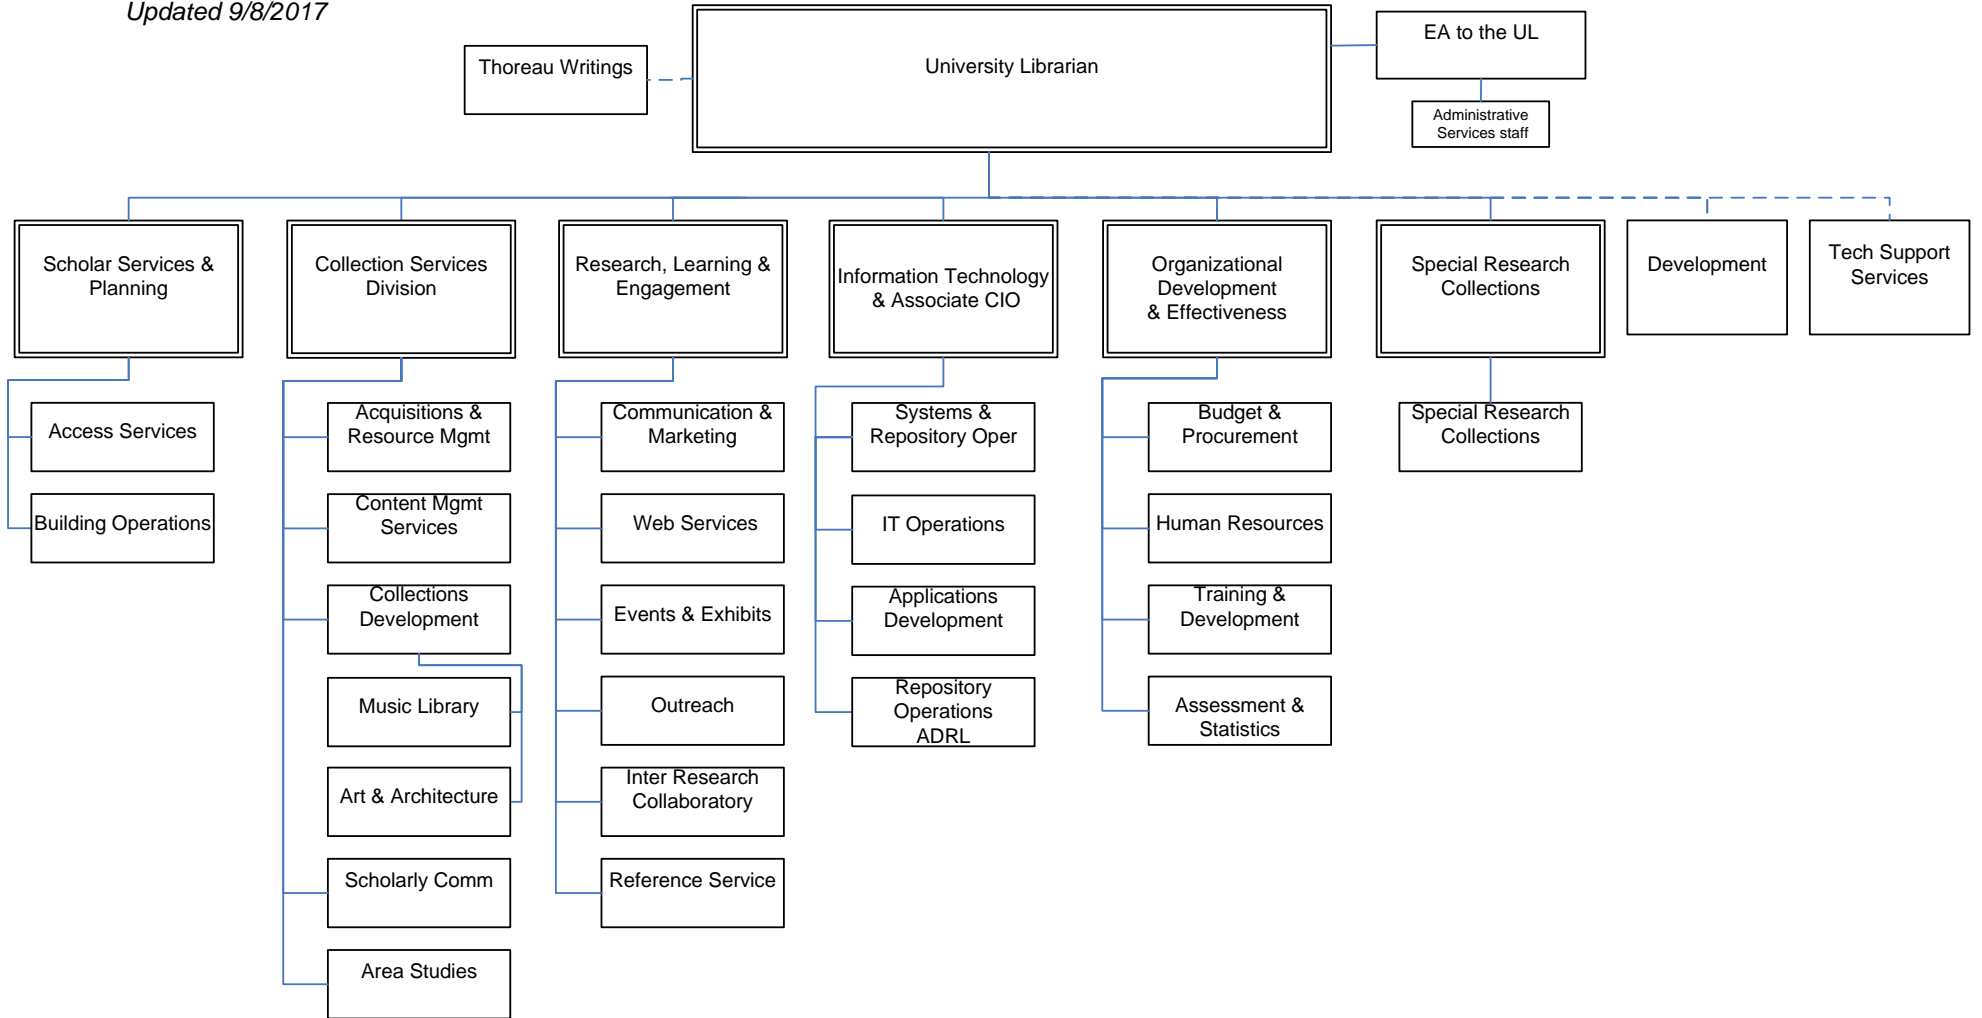 Updated 9/8/2017
Thoreau Writings
University Librarian
EA to the UL
Administrative
Services staff
Scholar Services &
Planning
Collection Services
Division
Research, Learning &
Engagement
Information Technology
& Associate CIO
Organizational
Development
& Effectiveness
Special Research
Collections
Development
Tech Support
Services
Access Services
Building Operations
Acquisitions &
Resource Mgmt
Content Mgmt
Services
Collections
Development
Music Library
Art & Architecture
Scholarly Comm
Area Studies
Communication &
Marketing
Web Services
Events & Exhibits
Outreach
Inter Research
Collaboratory
Reference Service
Systems &
Repository Oper
IT Operations
Applications
Development
Repository
Operations
ADRL
Budget &
Procurement
Human Resources
Training &
Development
Assessment &
Statistics
Special Research
Collections